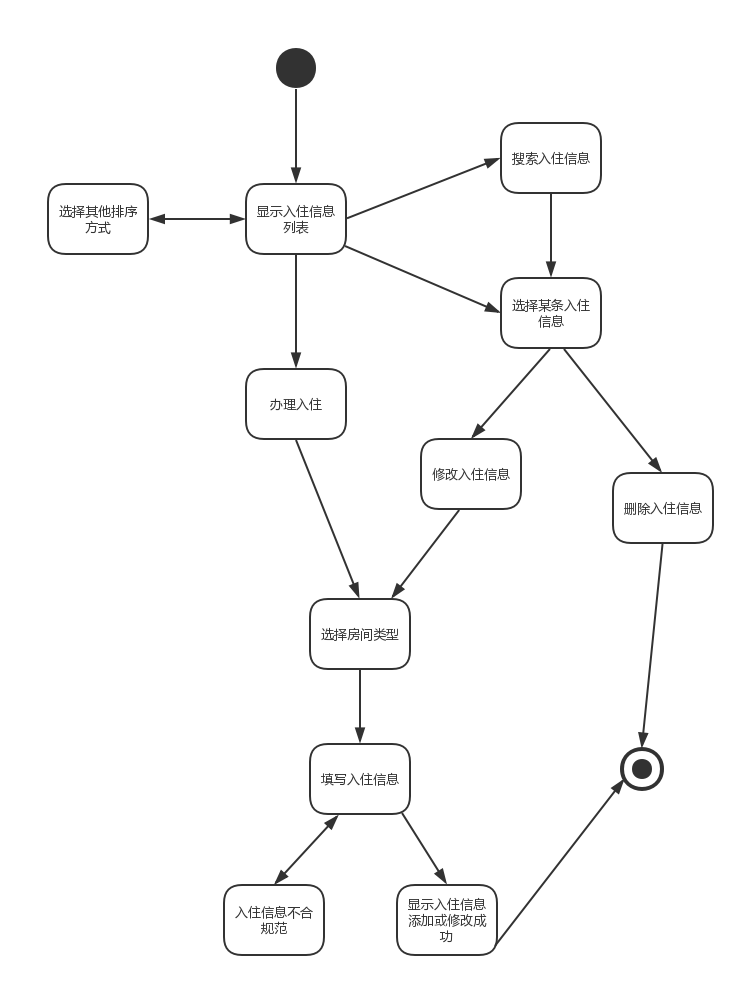 搜索入住信息
选择其他排序
方式
显示入住信息
列表
选择某条入住
信息
办理入住
修改入住信息
删除入住信息
选择房间类型
填写入住信息
入住信息不合
规范
显示入住信息
添加或修改成
功